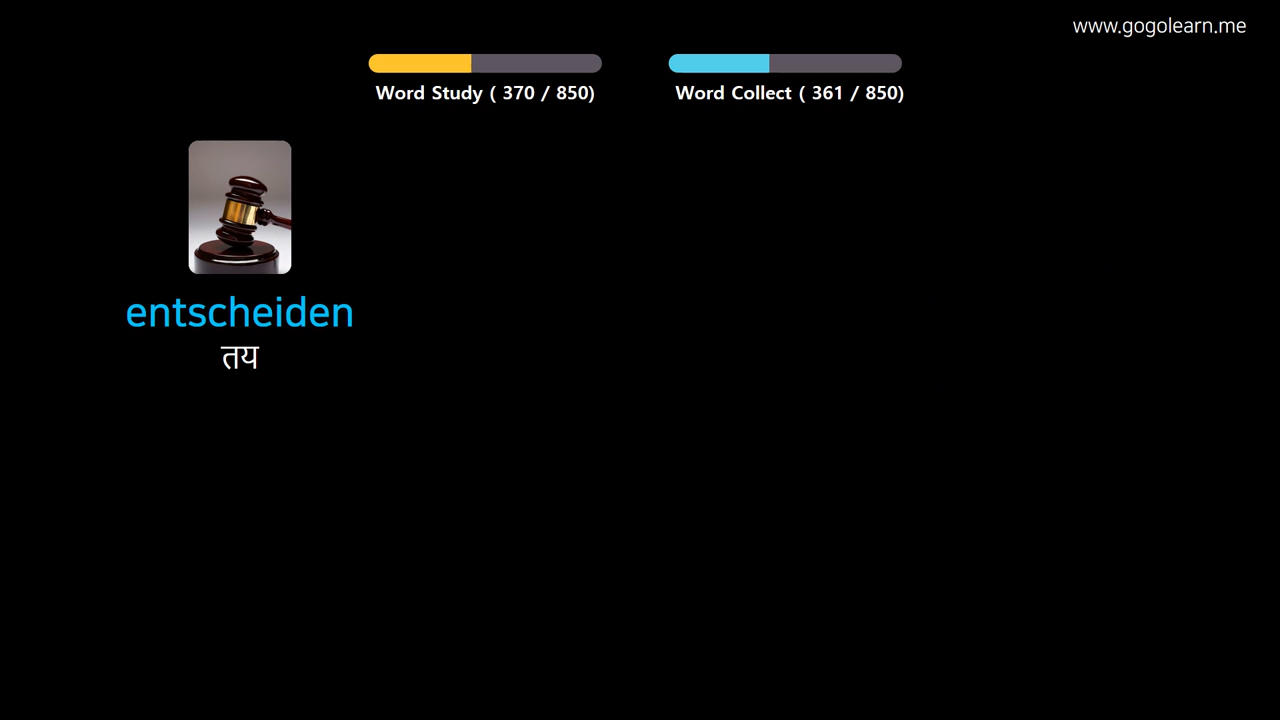 www.gogolearn.me
Word Study ( 370 / 850)
Word Collect ( 361 / 850)
entscheiden
तय